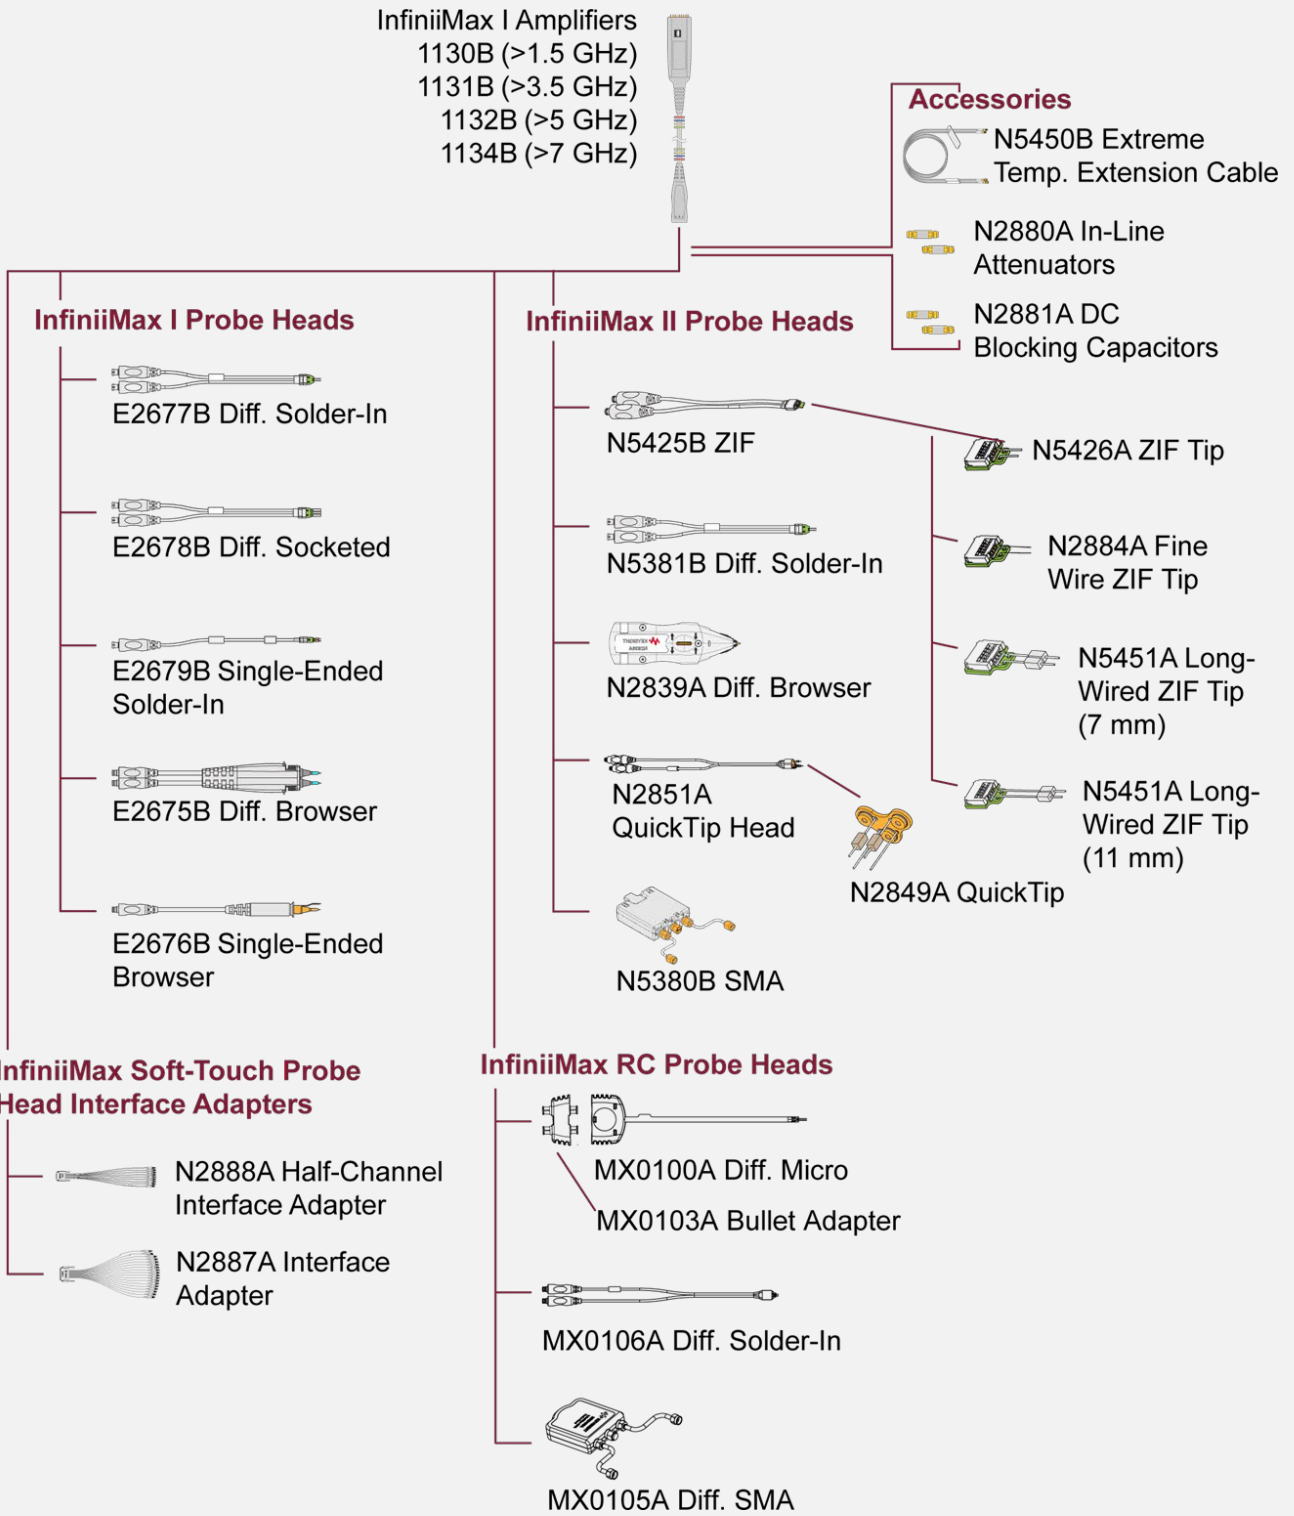 InfiniiMax I Amplifiers
1130B (>1.5 GHz)
1131B (>3.5 GHz)
1132B (>5 GHz)
1134B (>7 GHz)
Accessories
N5450B Extreme
Temp. Extension Cable
N2880A In-Line
Attenuators
N2881A DC
Blocking Capacitors
InfiniiMax I Probe Heads
E2677B Diff. Solder-In
E2678B Diff. Socketed
E2679B Single-Ended
Solder-In
E2675B Diff. Browser
E2676B Single-Ended
Browser
InfiniiMax II Probe Heads
N5425B ZIF
N5381B Diff. Solder-In
N2839A Diff. Browser
N2851A
QuickTip Head
N2849A QuickTip
N5380B SMA
N5426A ZIF Tip
N2884A Fine
Wire ZIF Tip
N5451A Long-
Wired ZIF Tip
(7 mm)
N5451A Long-
Wired ZIF Tip
(11 mm)
InfiniiMax Soft-Touch Probe
Head Interface Adapters
N2888A Half-Channel
Interface Adapter
N2887A Interface
Adapter
InfiniiMax RC Probe Heads
MX0100A Diff. Micro
MX0103A Bullet Adapter
MX0106A Diff. Solder-In
MX0105A Diff. SMA